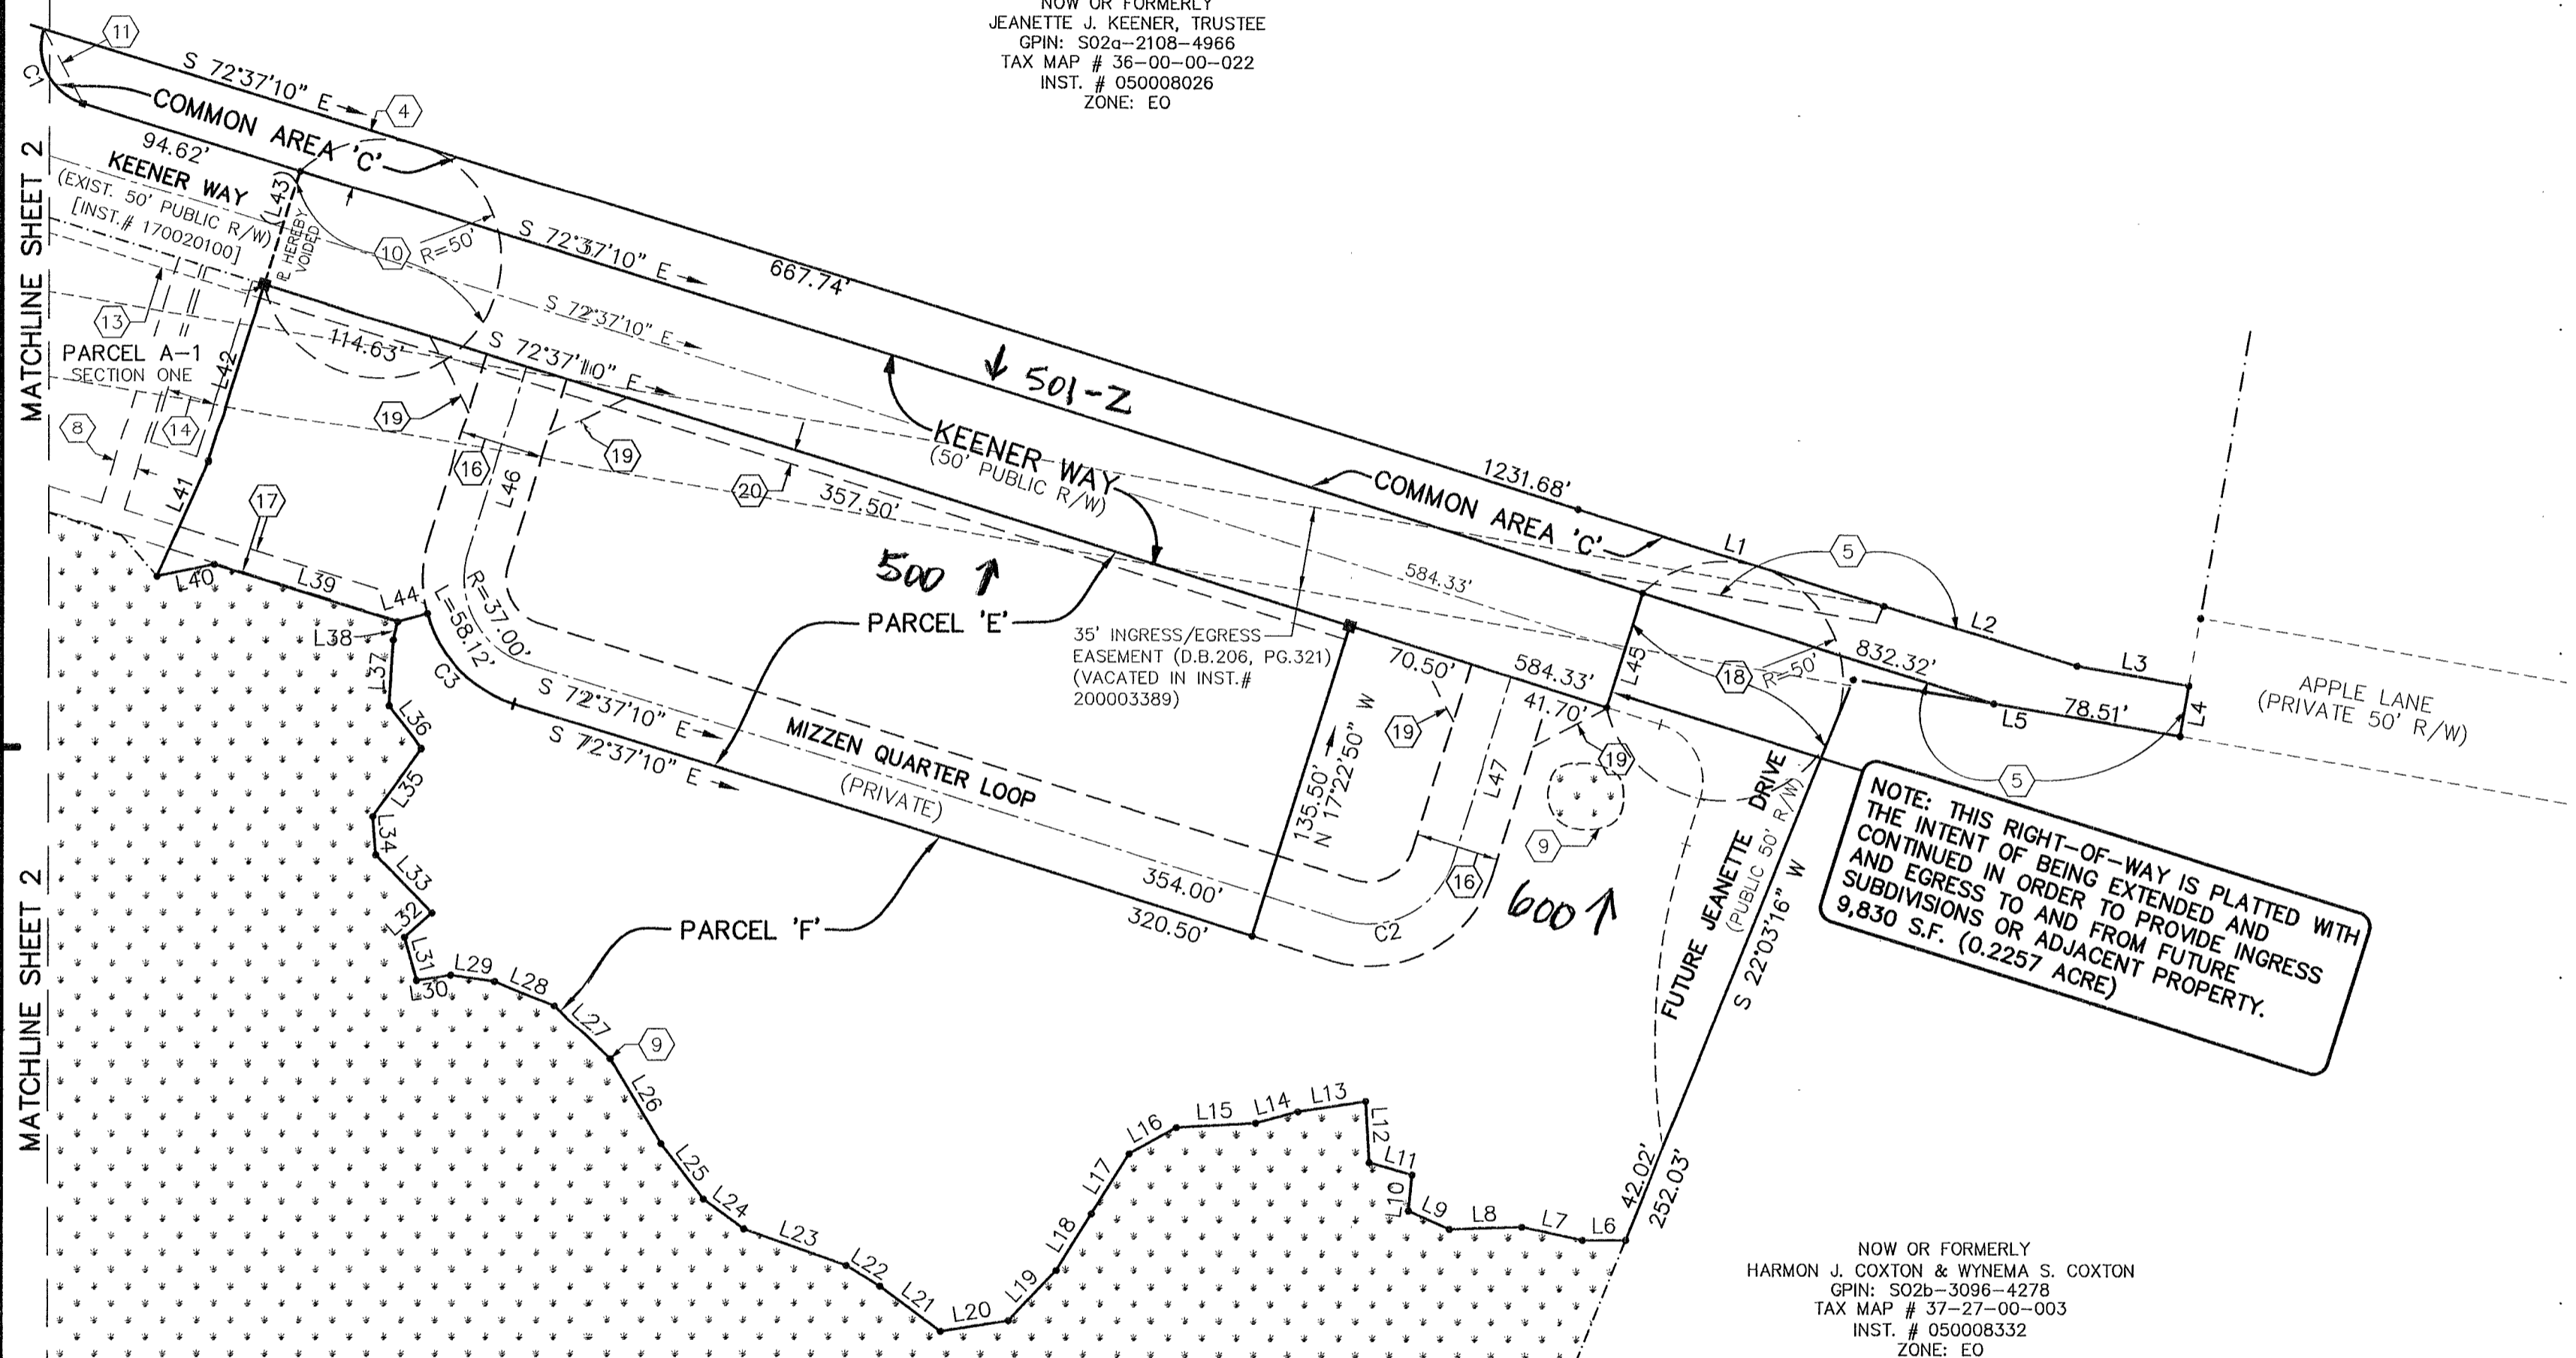 NOW OR FORMERLY
JEANETTE J. KEENER, TRUSTEE
GPIN: S02a-2108-4966
TAX MAP # 36-00-00-022
INST. # 050008026
ZONE: EO
11
C1
S 72°37'10" E
4
COMMON AREA 'C'
94.62'
KEENER WAY
(EXIST. 50' PUBLIC R/W)
[INST.# 170020100]
(L43)
PL HEREBY
VOIDED
10
R=50'
MATCHLINE SHEET 2
S 72°37'10" E
667.74'
S 72°37'10" E
13
PARCEL A-1
SECTION ONE
L42
114.63'
S 72°37'10" E
501-Z
8
14
19
16
L46
19
20
357.50'
KEENER WAY
(50' PUBLIC R/W)
1231.68'
COMMON AREA 'C'
L1
5
L41
17
L40
L39
L44
L38
L=58.12'
R=37.00'
500
PARCEL 'E'
35' INGRESS/EGRESS
EASEMENT (D.B.206, PG.321)
(VACATED IN INST.#
200003389)
584.33'
L2
L3
L4
APPLE LANE
(PRIVATE 50' R/W)
70.50'
584.33'
L45
18
R=50'
832.32'
L5
78.51'
41.70'
L37
C3
L36
S 72°37'10" E
S 72°37'10" E
MIZZEN QUARTER LOOP
(PRIVATE)
135.50'
N 17°22'50" W
19
L47
19
9
5
L35
L34
L33
L32
L31
L30
L29
L28
L27
354.00'
320.50'
C2
16
600
FUTURE JEANETTE DRIVE
(PUBLIC 50' R/W)
S 22°03'16" W
NOTE: THIS RIGHT-OF-WAY IS PLATTED WITH
THE INTENT OF BEING EXTENDED AND
CONTINUED IN ORDER TO PROVIDE INGRESS
AND EGRESS TO AND FROM FUTURE
SUBDIVISIONS OR ADJACENT PROPERTY.
9,830 S.F. (0.2257 ACRE)
MATCHLINE SHEET 2
PARCEL 'F'
9
L26
L25
L24
L23
L22
L21
L20
L19
L18
L17
L16
L15
L14
L13
L12
L11
L10
L9
L8
L7
L6
42.02'
252.03'
NOW OR FORMERLY
HARMON J. COXTON & WYNEMA S. COXTON
GPIN: S02b-3096-4278
TAX MAP # 37-27-00-003
INST. # 050008332
ZONE: EO